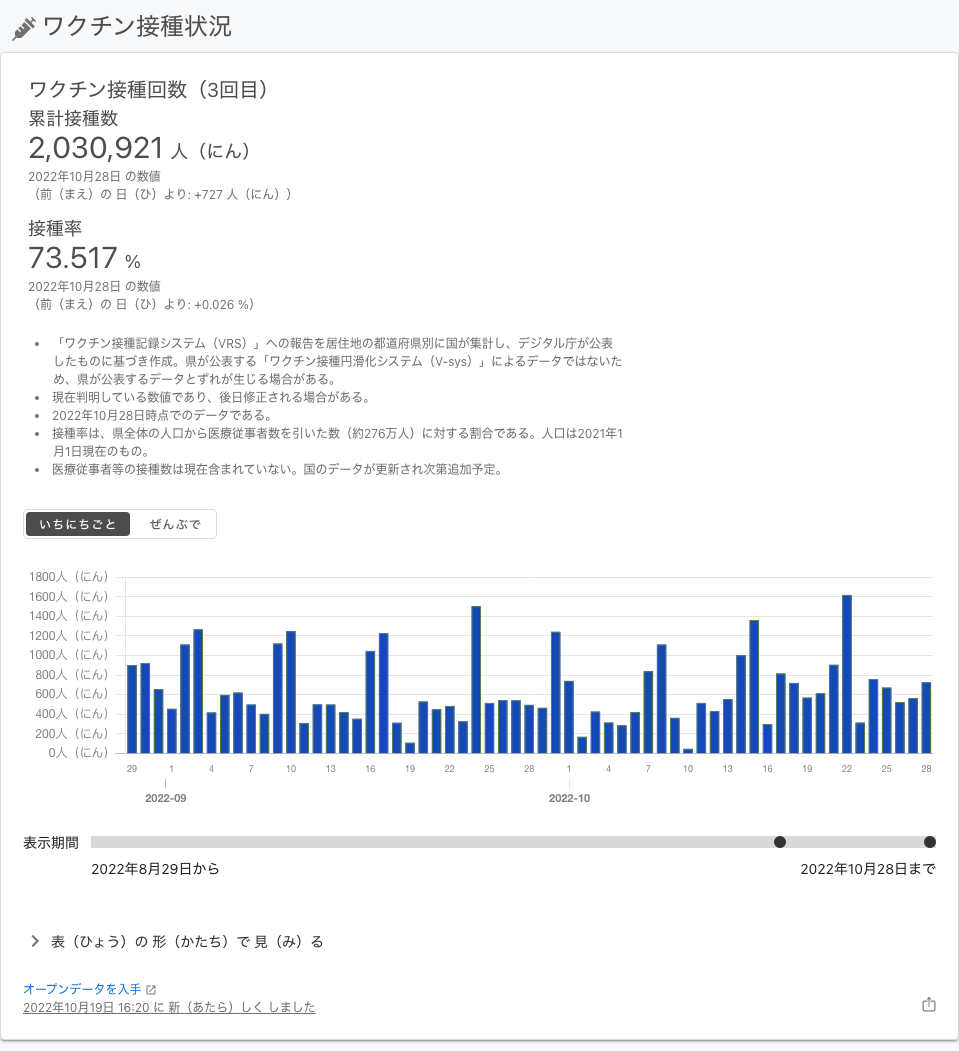 ワクチン接種状況
ワクチン接種回数（3回目）
累計接種数
2,030,921 人（にん）
2022年10月28日 の数値
（前（まえ）の 日（ひ）より: +727 人（にん））
接種率
73.517 %
2022年10月28日 の数値
（前（まえ）の 日（ひ）より: +0.026 %）
• 「ワクチン接種記録システム（VRS）」への報告を居住地の都道府県別に国が集計し、デジタル庁が公表
したものに基づき作成。県が公表する「ワクチン接種円滑化システム（V-sys）」によるデータではないた
め、県が公表するデータとずれが生じる場合がある。
• 現在判明している数値であり、後日修正される場合がある。
• 2022年10月28日時点でのデータである。
• 接種率は、県全体の人口から医療従事者数を引いた数（約276万人）に対する割合である。人口は2021年1
月1日現在のもの。
• 医療従事者等の接種数は現在含まれていない。国のデータが更新され次第追加予定。
いちにちごと ぜんぶで
1800人（にん）
1600人（にん）
1400人（にん）
1200人（にん）
1000人（にん）
800人（にん）
600人（にん）
400人（にん）
200人（にん）
0人（にん）
29 1 4 7 10 13 16 19 22 25 28 1 4 7 10 13 16 19 22 25 28
2022-09 2022-10
表示期間
2022年8月29日から 2022年10月28日まで
表（ひょう）の 形（かたち）で 見（み）る
オープンデータを入手
2022年10月19日 16:20 に 新（あたら）しく しました